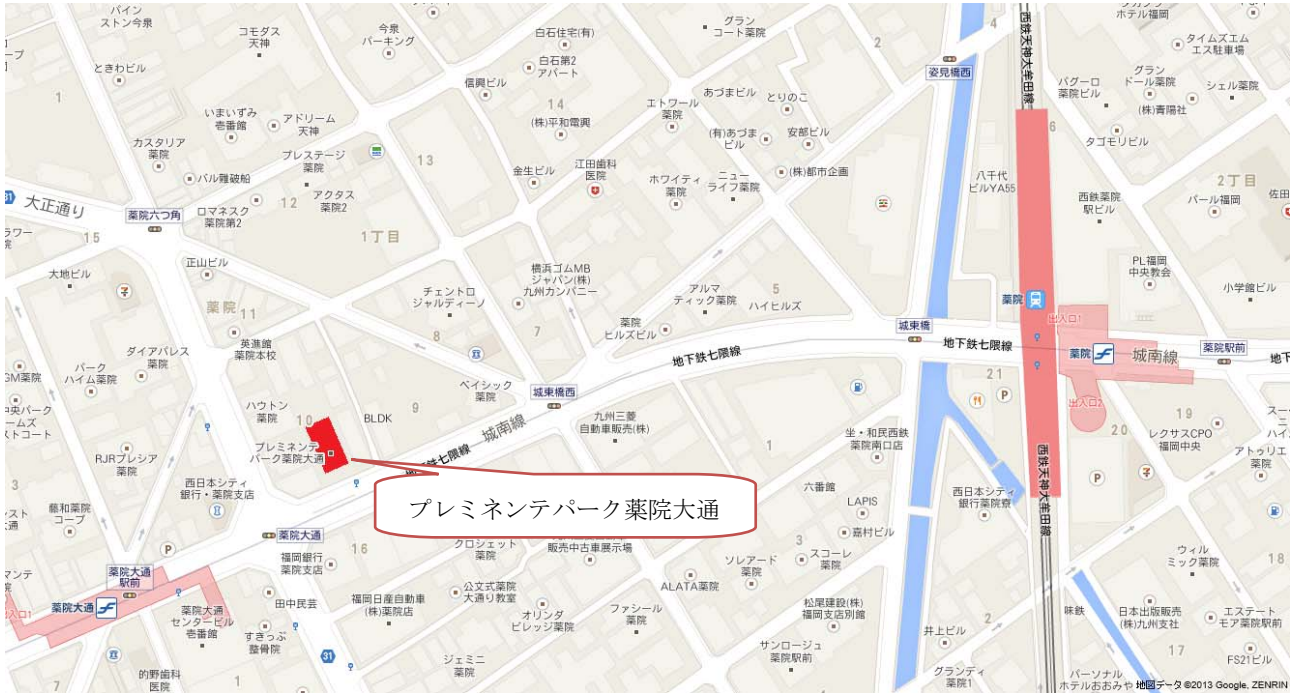 パイン
ストン今泉
コモダス
天神
今泉
パーキング
白石住宅(有)
グラン
コート薬院
4
ホテル福岡
タイムズエム
エス駐車場
ときわビル
白石第2
アパート
2
姿見橋西
西鉄天神大牟田線
パグーロ
薬院ビル
グラン
ドール薬院
シェル薬院
(株)青陽社
1
信興ビル
14
エトワール
薬院
あづまビル
とりのこ
いまいずみ
壱番館
アドリーム
天神
(株)平和電興
(有)あづま
ビル
安部ビル
6
タゴモリビル
カスタリア
薬院
プレステージ
薬院
13
金生ビル
江田歯科
医院
ホワイティ
薬院
ニュー
ライフ薬院
(株)都市企画
八千代
ビルYA55
2丁目
パル雑破船
アクタス
薬院2
12
西鉄薬院
駅ビル
パール福岡
佐田
31
大正通り
薬院六つ角
ロマネスク
薬院第2
15
1丁目
大地ビル
正山ビル
横浜ゴムMB
ジャパン(株)
九州カンパニー
PL福岡
中央教会
チェントロ
ジャルディーノ
5
アルマ
ティック薬院
ハイヒルズ
小学館ビル
薬院
薬院
11
出入口1
英進館
薬院本校
8
7
薬院
ヒルズビル
城東橋
地下鉄七隈線
薬院
城南線
薬院駅前
地下
ダイアパレス
薬院
地下鉄七隈線
パーク
ハイム薬院
GM薬院
ベイシック
薬院
城東橋西
21
出入口2
ハウトン
薬院
10
BLDK
9
城南線
九州三菱
自動車販売(株)
19
20
レクサスCPO
福岡中央
プレミネンテ
パーク薬院大通
1
坐・和民西鉄
薬院南口店
アトゥリエ
薬院
RJRプレシア
薬院
西日本シティ
銀行・薬院支店
3
プレミネンテパーク薬院大通
六番館
LAPIS
西日本シティ
銀行薬院寮
西鉄天神大牟田線
藤和薬院
コープ
薬院大通
嘉村ビル
16
クロシェット
薬院
販売中古車展示場
3
福岡銀行
薬院支店
スコーレ
薬院
ソレアード
薬院
ウィル
ミック薬院
18
薬院大通
駅前
薬院大通
公文式薬院
大通り教室
ALATA薬院
薬院大通
センタービル
壱番館
田中民芸
福岡日産自動車
(株)薬院店
オリンダ
ビレッジ薬院
ファシール
薬院
松尾建設(株)
福岡支店別館
味鉄
日本出版販売
(株)九州支社
エステート
モア薬院駅前
すきっぷ
整骨院
井上ビル
31
サンロージュ
薬院駅前
17
FS21ビル
的野歯科
医院
ジェミニ
薬院
グランディ
薬院1
パーソナル
ホテルおおみや
7
1
地図データ ©2013 Google, ZENRIN